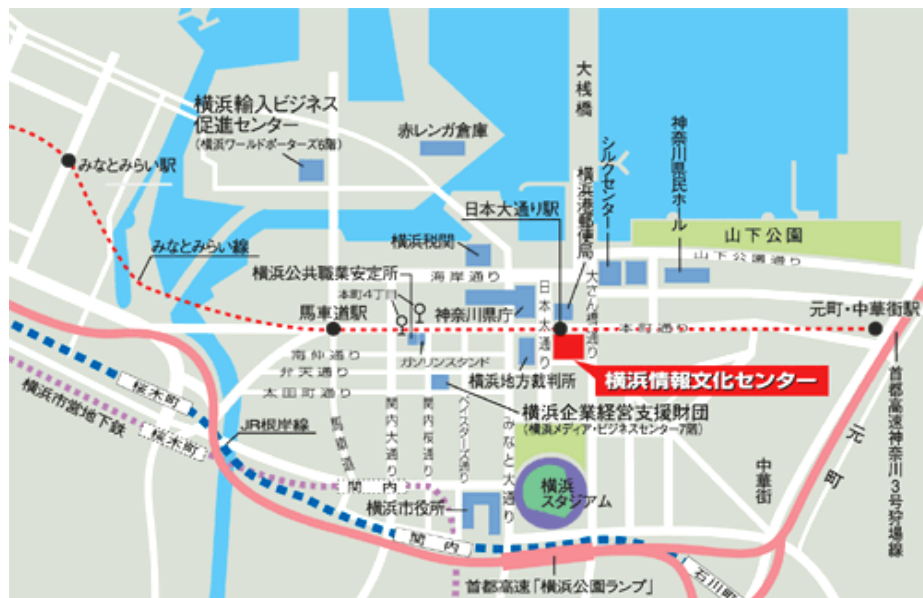 横浜輸入ビジネス
促進センター
(横浜ワールドポーターズ6階)
赤レンガ倉庫
大桟橋
神奈川県民ホール
シルクセンター
横浜港郵便局
みなとみらい駅
日本大通り駅
山下公園
山下公園通り
みなとみらい線
横浜税関
海岸通り
横浜公共職業安定所
本町4丁目
馬車道駅
神奈川県庁
日本大通り
大さん橋通り
本町通り
元町・中華街駅
南仲通り
弁天通り
太田町通り
ガソリンスタンド
横浜地方裁判所
横浜情報文化センター
横浜企業経営支援財団
(横浜メディア・ビジネスセンター7階)
桜木町
横浜市営地下鉄
桜木町
JR根岸線
馬車道
関内大通り
関内桜通り
ベイスターズ通り
みなと大通り
首都高速神奈川3号狩場線
元町
中華街
関内
横浜
スタジアム
横浜市役所
関内
石川町
首都高速「横浜公園ランプ」